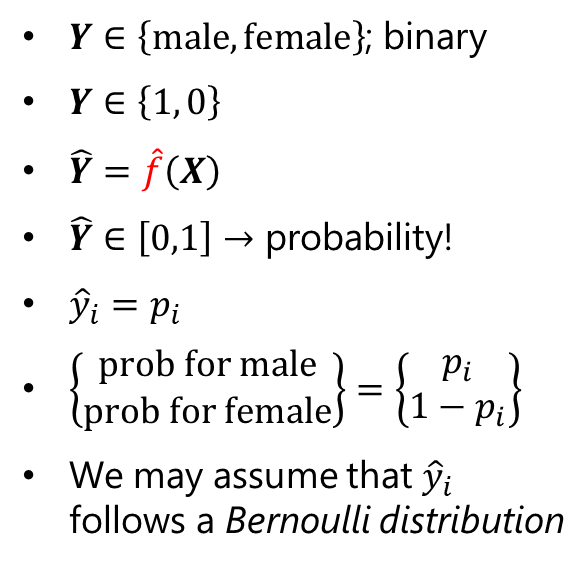 • Y ∈ {male, female}; binary
• Y ∈ {1, 0}
• Ŷ = f̂(X)
• Ŷ ∈ [0,1] → probability!
• ŷᵢ = pᵢ
• {prob for male
prob for female} = {pᵢ
1 − pᵢ}
• We may assume that ŷᵢ
follows a Bernoulli distribution